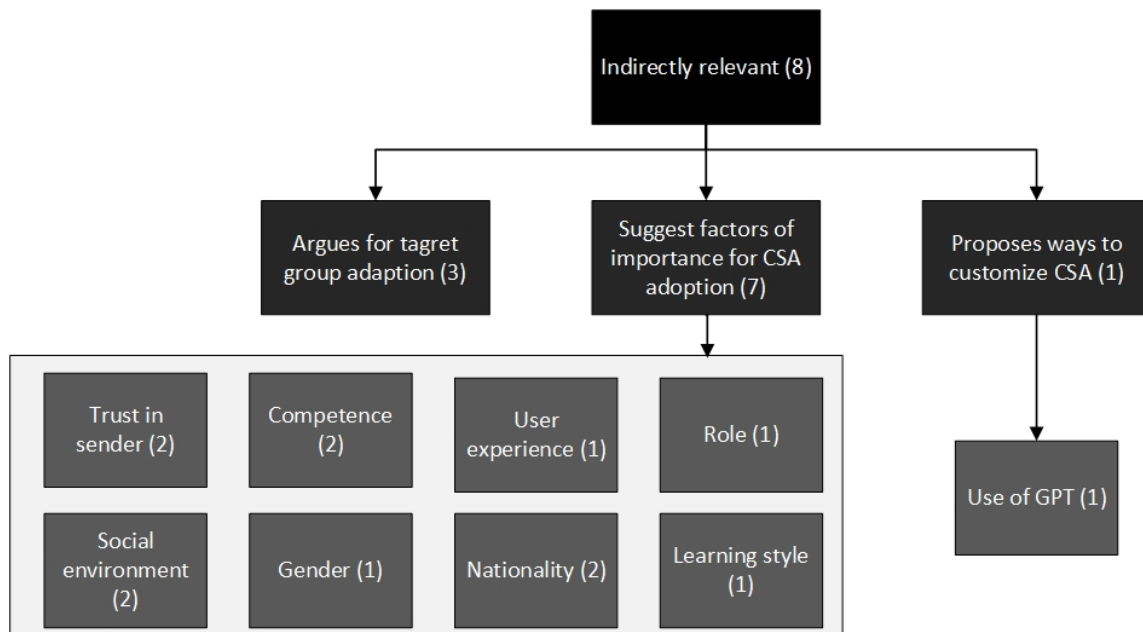 Indirectly relevant (8)
Argues for tagret
group adaption (3)
Suggest factors of
importance for CSA
adoption (7)
Proposes ways to
customize CSA (1)
Trust in
sender (2)
Competence
(2)
User
experience (1)
Role (1)
Social
environment
(2)
Gender (1)
Nationality (2)
Learning style
(1)
Use of GPT (1)